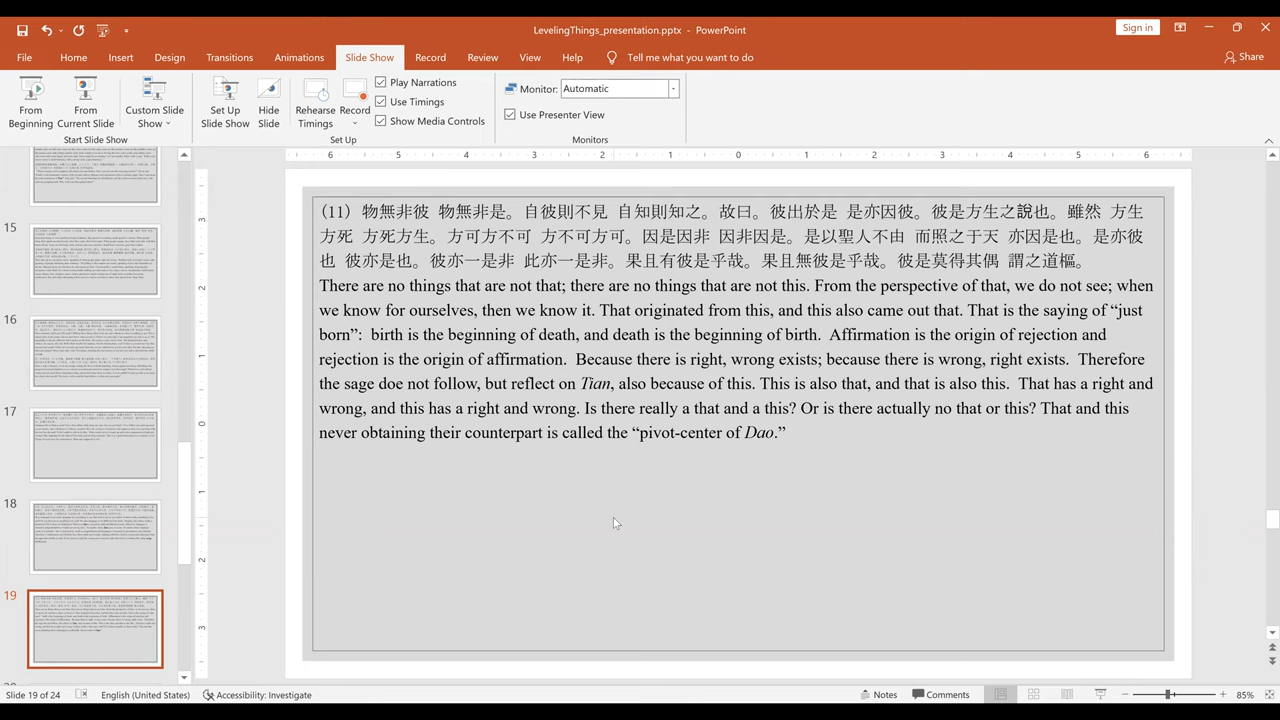 LevelingThings_presentation.pptx - PowerPoint
Sign in
File Home Insert Design Transitions Animations Slide Show Record Review View Help Tell me what you want to do Share
From Beginning
From Current Slide
Custom Slide Show
Start Slide Show
Set Up Slide Show
Hide Slide
Rehearse Timings
Record
Play Narrations
Use Timings
Show Media Controls
Set Up
Monitor: Automatic
Use Presenter View
Monitors
15
16
17
18
19
(11) 物無非彼 物無非是。自彼則不見 自知則知之。故曰。彼出於是 是亦因彼。彼是方生之說也。雖然 方生
方死 方死方生。方可方不可 方不可方可。因是因非 因非因是。是以聖人不由 而照之于天 亦因是也。是亦彼
也 彼亦是也。彼亦一是非 此亦一是非。果且有彼是乎哉 果且無彼是乎哉。彼是莫得其偶 謂之道樞。
There are no things that are not that; there are no things that are not this. From the perspective of that, we do not see; when
we know for ourselves, then we know it. That originated from this, and this also came out that. That is the saying of “just
born”: birth is the beginning of death, and death is the beginning of birth. Affirmation is the origin of rejection and
rejection is the origin of affirmation. Because there is right, wrong exists; because there is wrong, right exists. Therefore
the sage doe not follow, but reflect on Tian, also because of this. This is also that, and that is also this. That has a right and
wrong, and this has a right and wrong. Is there really a that and a this? Or is there actually no that or this? That and this
never obtaining their counterpart is called the “pivot-center of Dao.”
Slide 19 of 24 English (United States) Accessibility: Investigate Notes Comments 85%